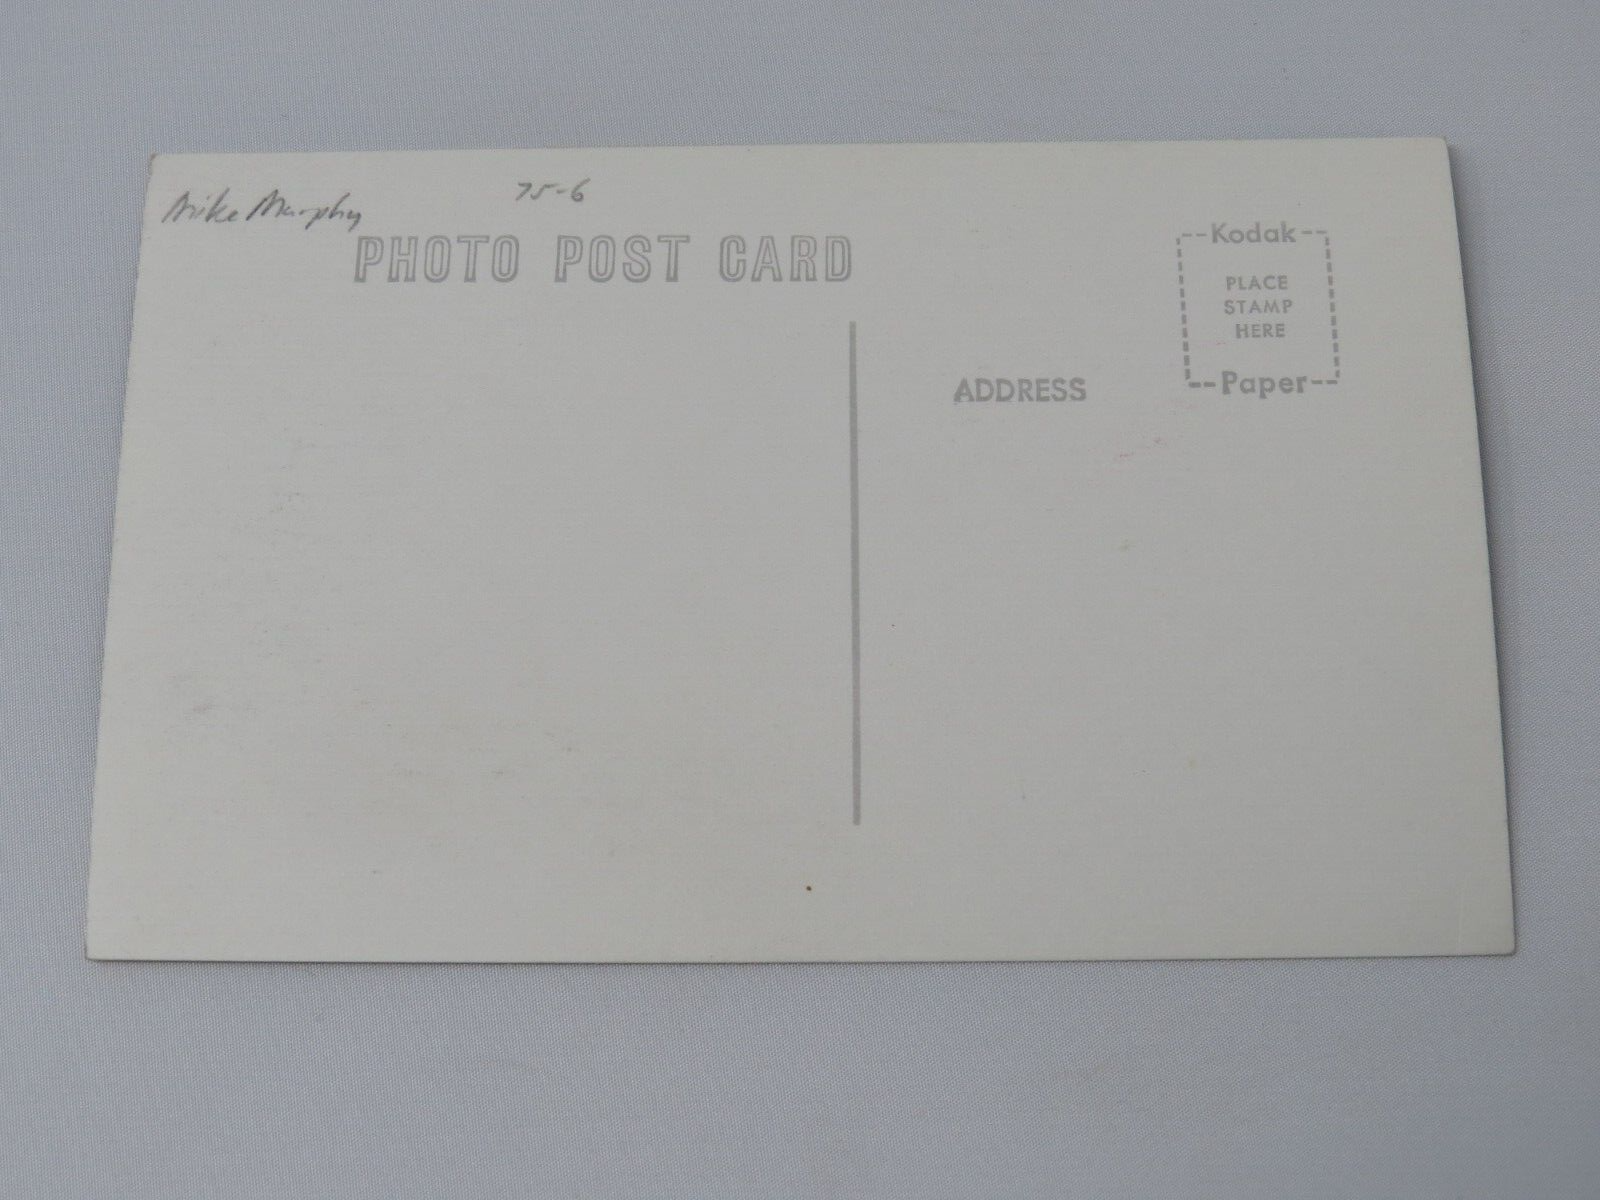 Mike Murphy
75-6
PHOTO POST CARD
Kodak
PLACE
STAMP
HERE
Paper
ADDRESS